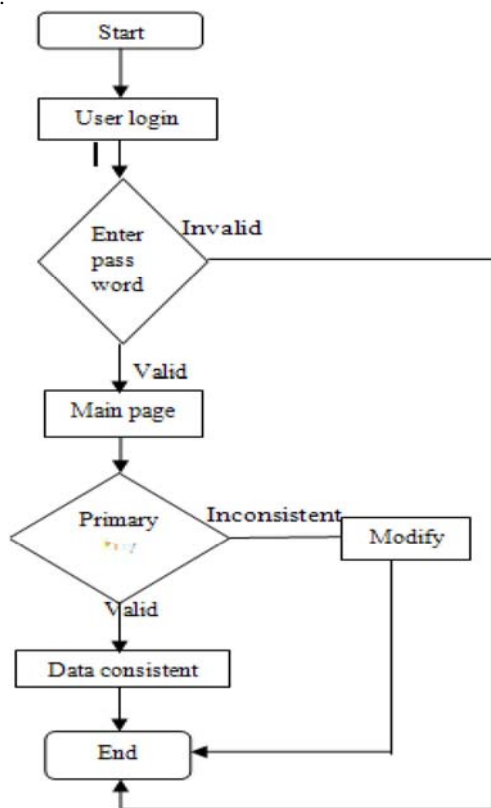 .
Start
User login
Enter
pass
word
Invalid
Valid
Main page
Primary
Inconsistent
Modify
Valid
Data consistent
End